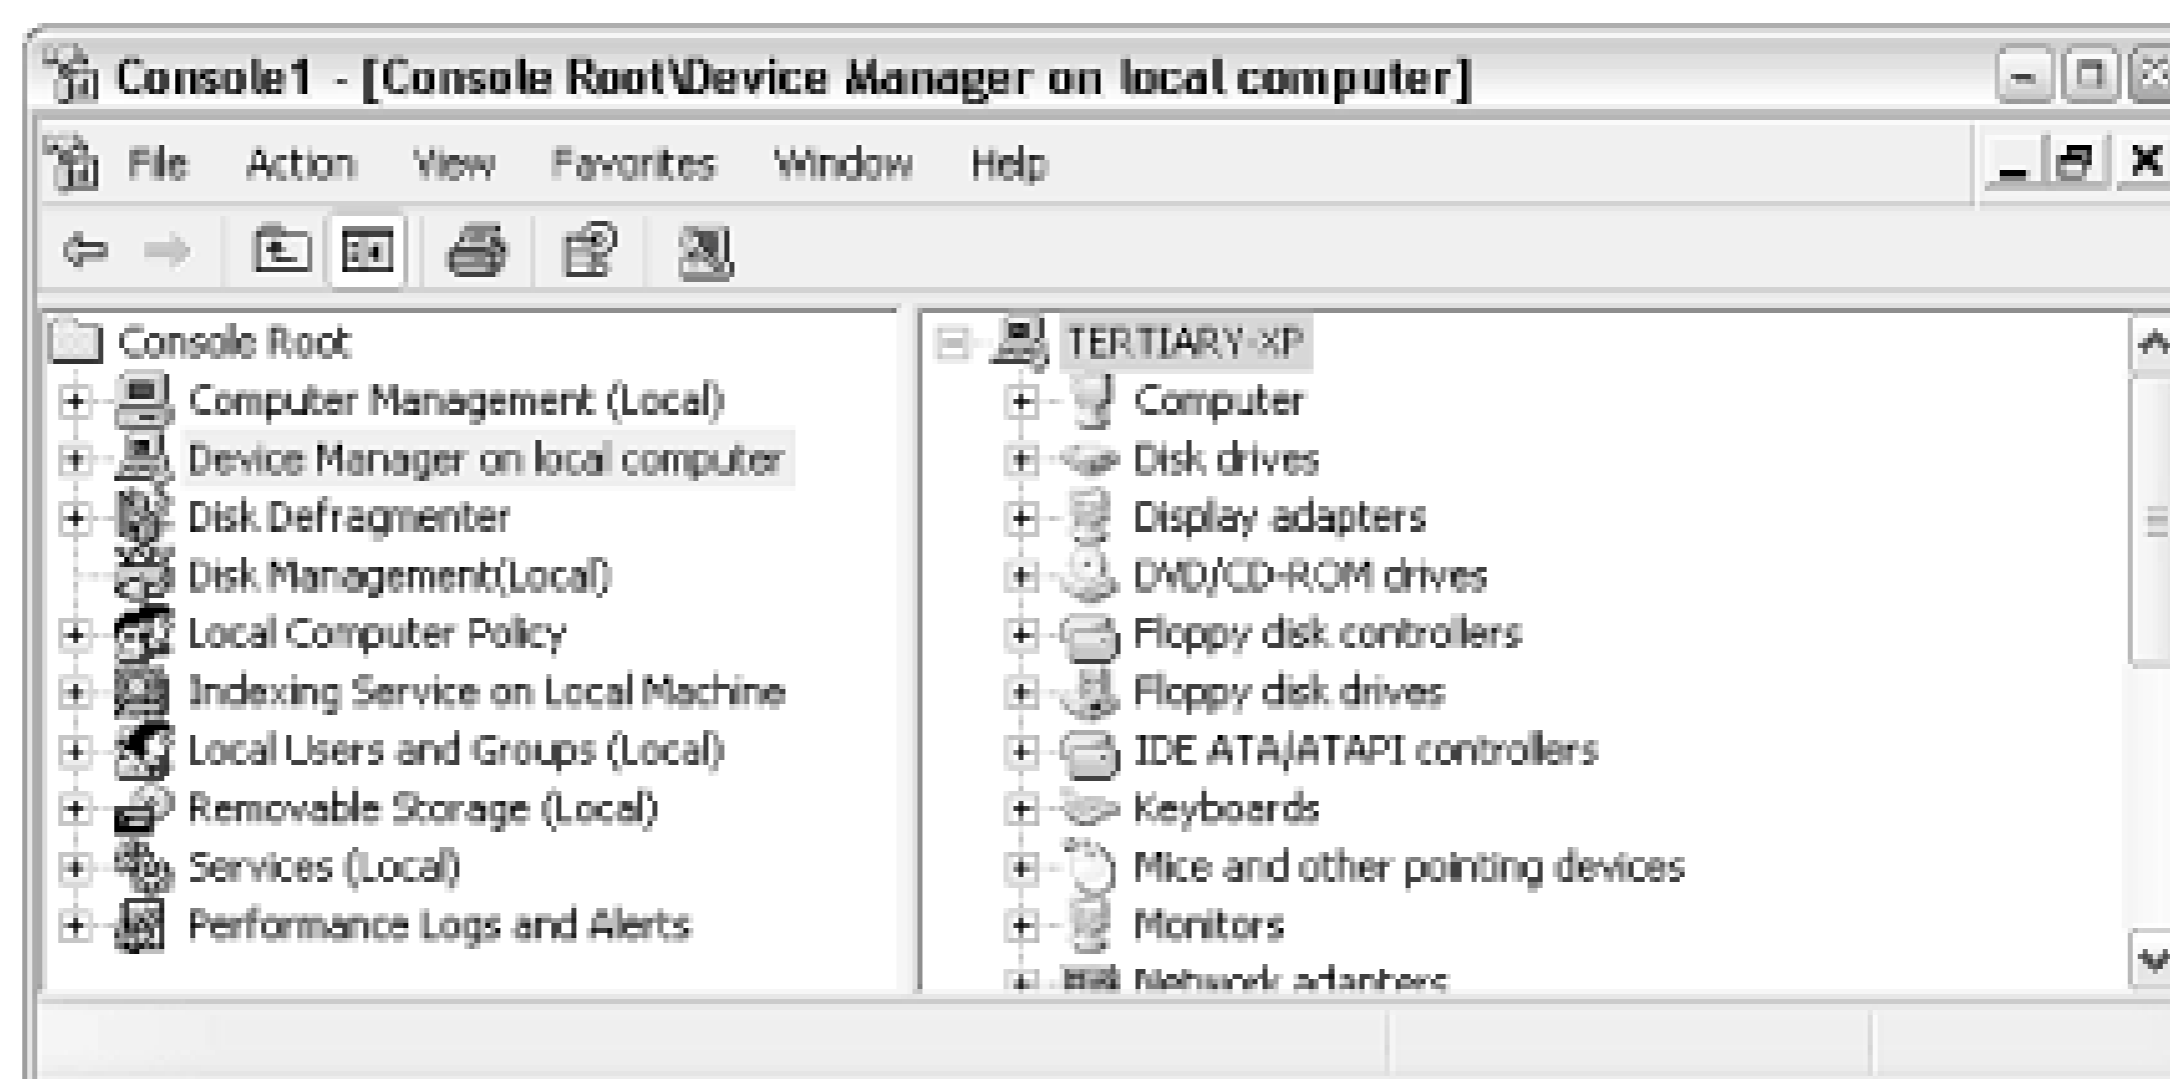 Console1 - [Console Root\Device Manager on local computer]
File Action View Favorites Window Help
Console Root
Computer Management (Local)
Device Manager on local computer
Disk Defragmenter
Disk Management(Local)
Local Computer Policy
Indexing Service on Local Machine
Local Users and Groups (Local)
Removable Storage (Local)
Services (Local)
Performance Logs and Alerts
TERTIARY-XP
Computer
Disk drives
Display adapters
DVD/CD-ROM drives
Floppy disk controllers
Floppy disk drives
IDE ATA/ATAPI controllers
Keyboards
Mice and other pointing devices
Monitors
Network adapters